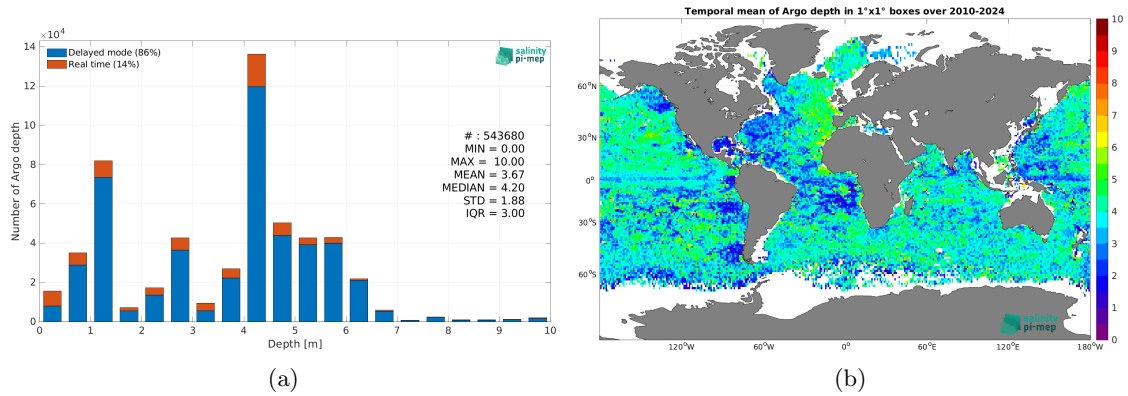 ×10⁴
14
12
10
8
6
4
2
0
Number of Argo depth
Delayed mode (86%)
Real time (14%)
salinity
pi-mep
# : 543680
MIN = 0.00
MAX = 10.00
MEAN = 3.67
MEDIAN = 4.20
STD = 1.88
IQR = 3.00
0 1 2 3 4 5 6 7 8 9 10
Depth [m]
(a)
Temporal mean of Argo depth in 1°x1° boxes over 2010-2024
60°N
30°N
0°
30°S
60°S
120°W 60°W 0° 60°E 120°E 180°W
salinity
pi-mep
10
9
8
7
6
5
4
3
2
1
0
(b)